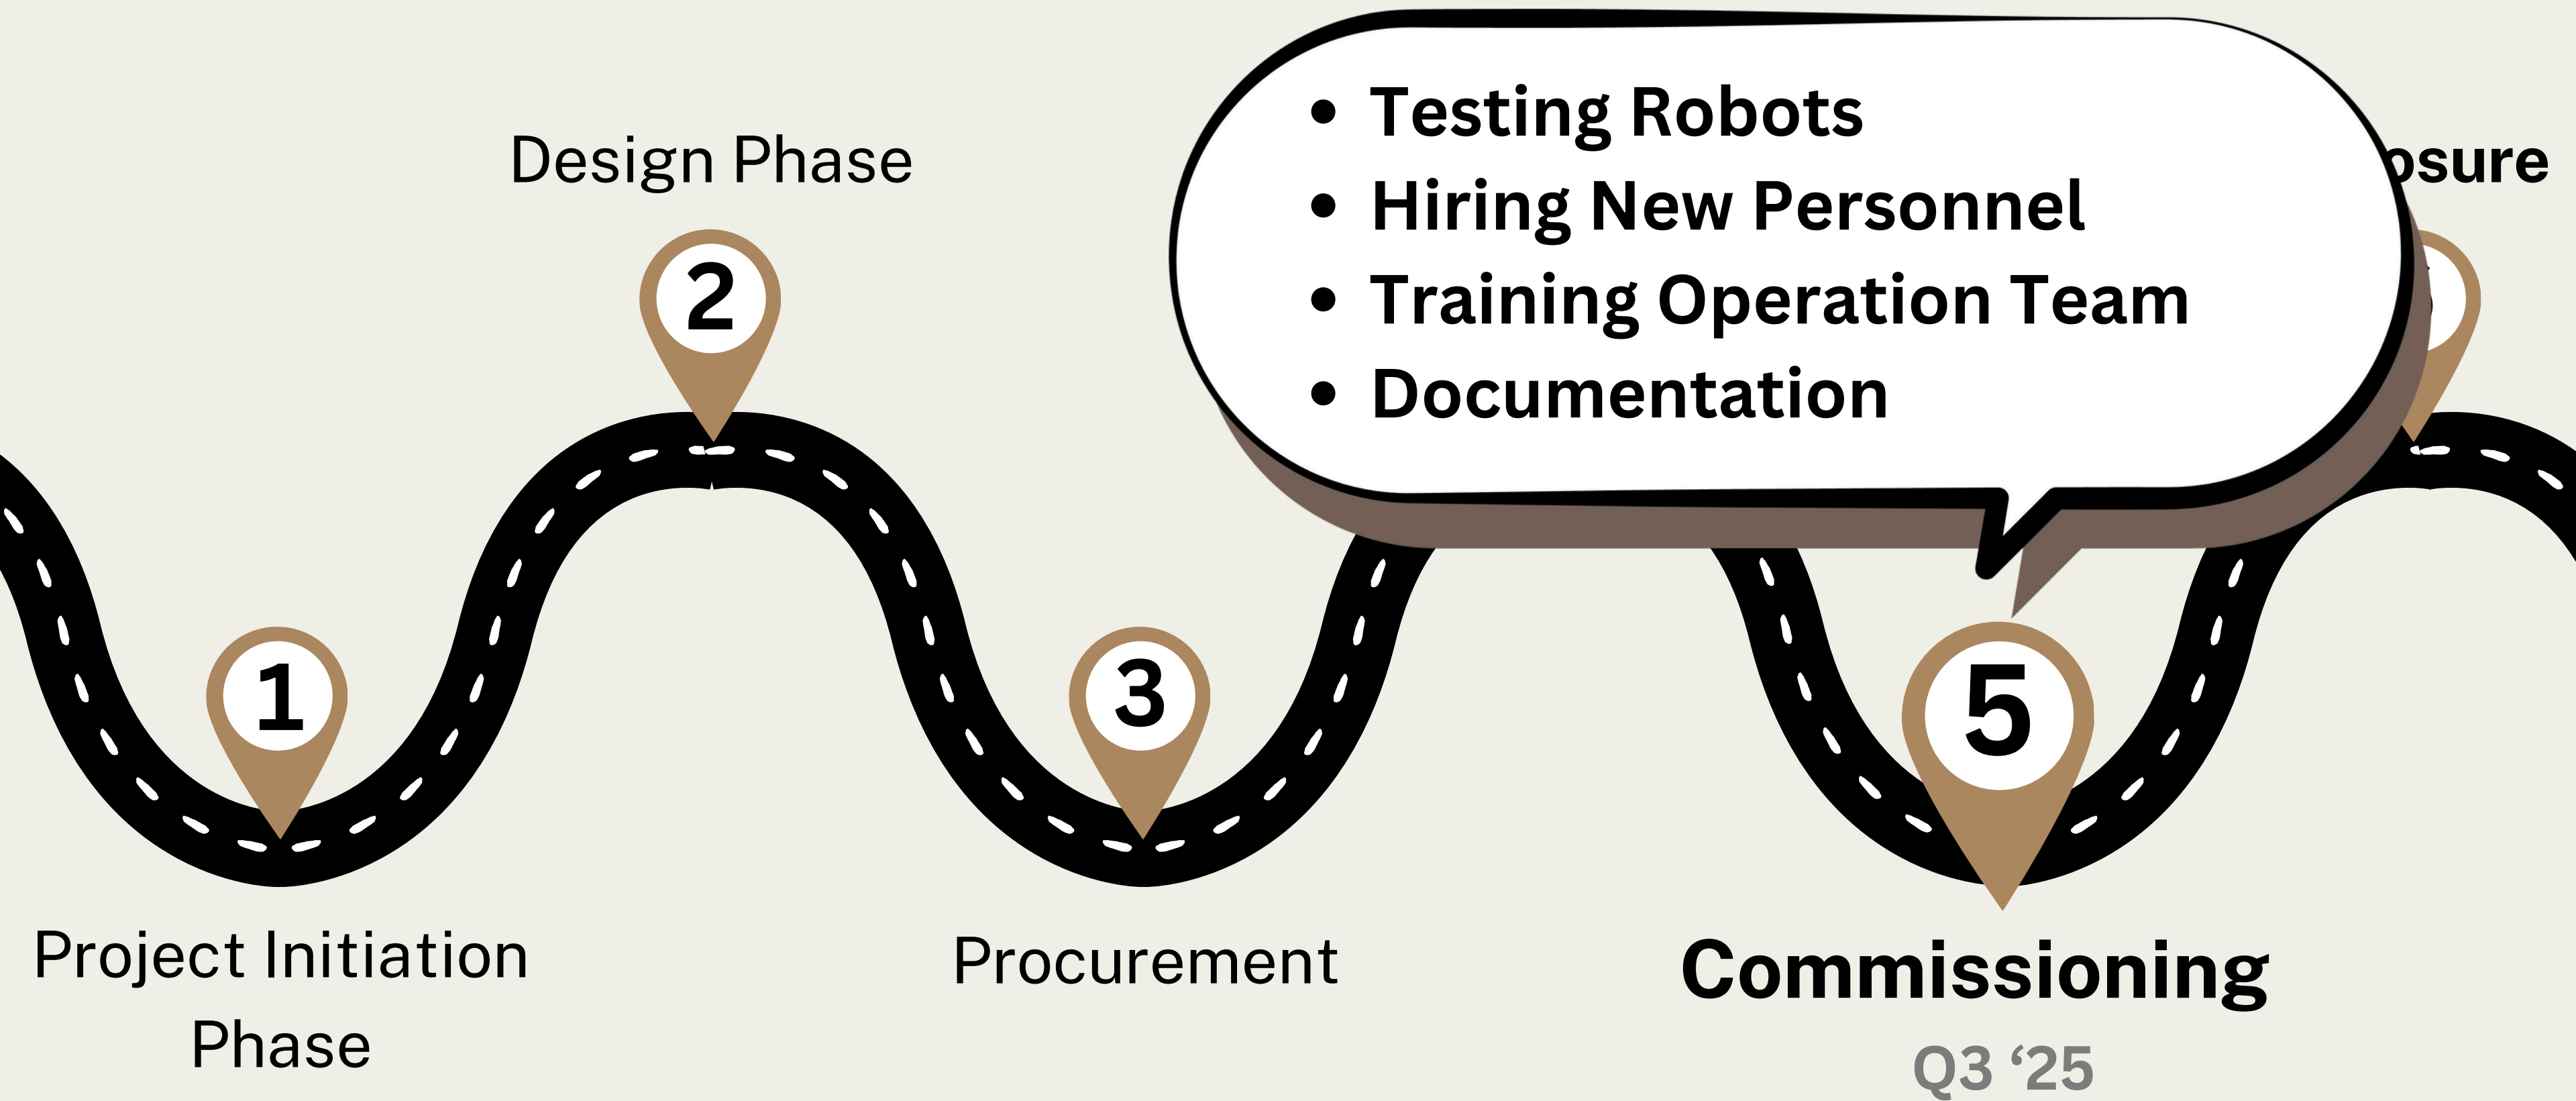 Design Phase
2
1
Project Initiation
Phase
3
Procurement
• Testing Robots
• Hiring New Personnel
• Training Operation Team
• Documentation
5
Commissioning
Q3 ‘25